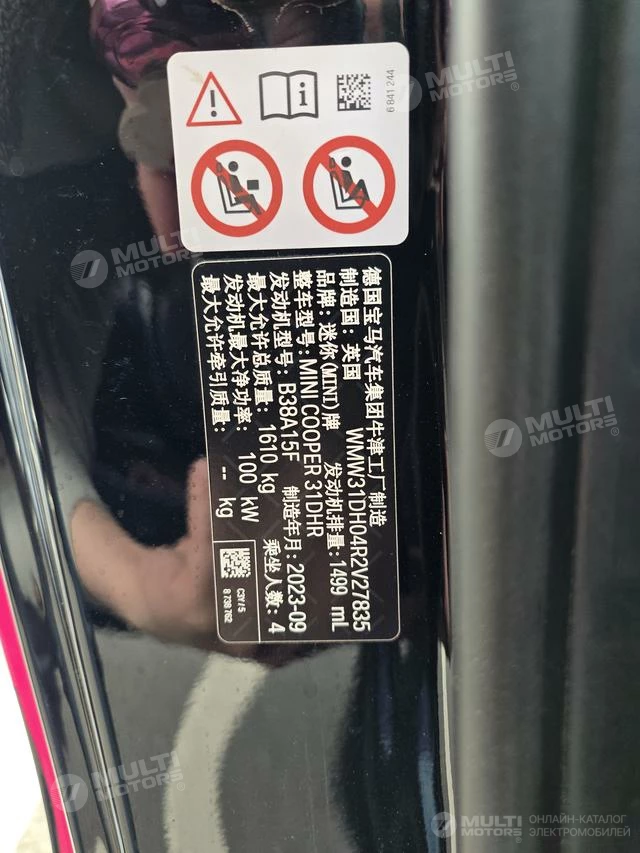 6 841 244
德国宝马汽车集团牛津工厂制造
制造国：英国 WMW31DH04R2V27835
品牌：迷你(MINI)牌 发动机排量：1499 mL
整车型号：MINI COOPER 31DHR
发动机型号：B38A15F 制造年月：2023-09
最大允许总质量：1610 kg 乘坐人数：4
发动机最大净功率：100 kW
最大允许牵引质量：-- kg
C3Y / 5
8 738 762
MULTI MOTORS®
MULTI MOTORS®
MULTI MOTORS®
MULTI MOTORS®
MULTI MOTORS® ОНЛАЙН-КАТАЛОГ ЭЛЕКТРОМОБИЛЕЙ